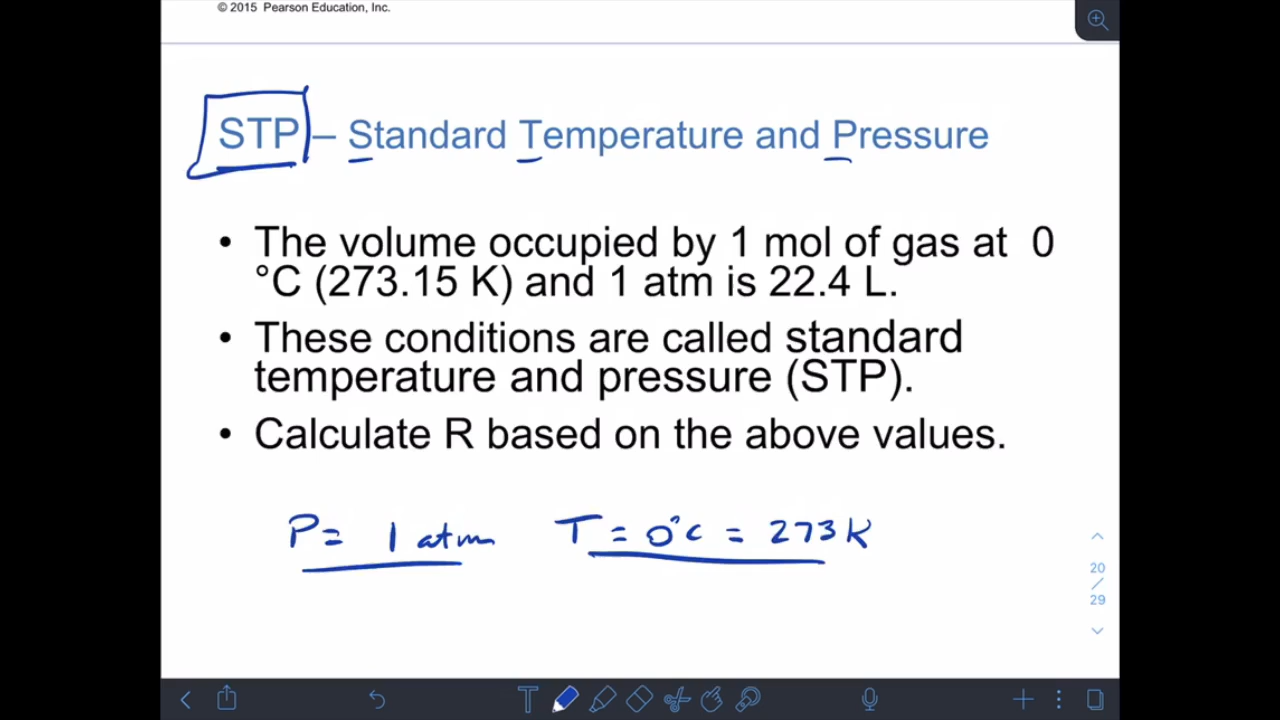 © 2015 Pearson Education, Inc.
STP – Standard Temperature and Pressure
• The volume occupied by 1 mol of gas at 0
°C (273.15 K) and 1 atm is 22.4 L.
• These conditions are called standard
temperature and pressure (STP).
• Calculate R based on the above values.
P= 1 atm T = 0°C = 273 K
20
/
29
T